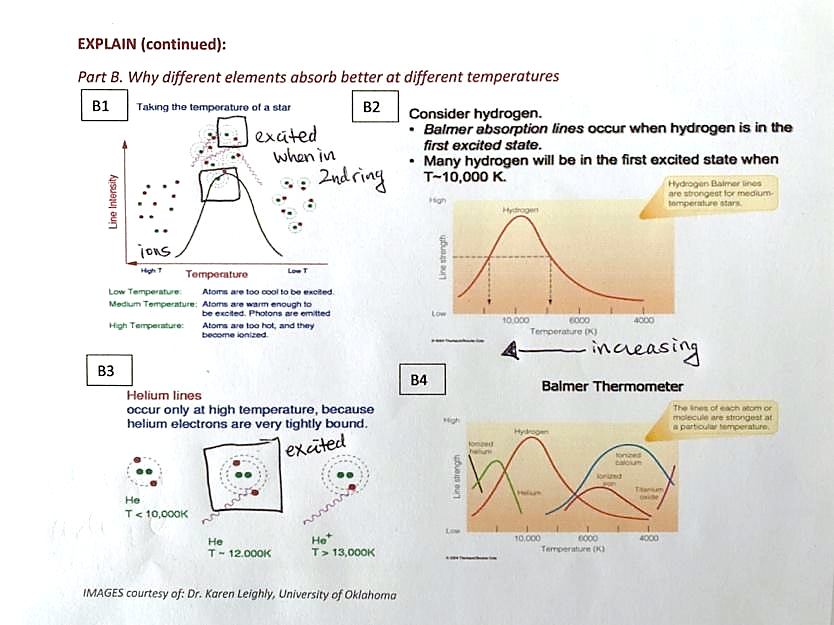 EXPLAIN (continued):
Part B. Why different elements absorb better at different temperatures
B1
Taking the temperature of a star
excited
when in
2nd ring
Line Intensity
ions
High T
Temperature
Low T
Low Temperature: Atoms are too cool to be excited.
Medium Temperature: Atoms are warm enough to
be excited. Photons are emitted
High Temperature: Atoms are too hot, and they
become ionized.
B2
Consider hydrogen.
• Balmer absorption lines occur when hydrogen is in the
first excited state.
• Many hydrogen will be in the first excited state when
T~10,000 K.
Hydrogen Balmer lines
are strongest for medium-
temperature stars.
High
Hydrogen
Line strength
Low
10,000 6000 4000
Temperature (K)
increasing
B3
Helium lines
occur only at high temperature, because
helium electrons are very tightly bound.
excited
He
T < 10,000K
He
T ~ 12.000K
He+
T > 13,000K
B4
Balmer Thermometer
The lines of each atom or
molecule are strongest at
a particular temperature.
High
Hydrogen
Ionized
helium
Ionized
calcium
Line strength
Ionized
iron
Helium
Titanium
oxide
Low
10,000 6000 4000
Temperature (K)
IMAGES courtesy of: Dr. Karen Leighly, University of Oklahoma